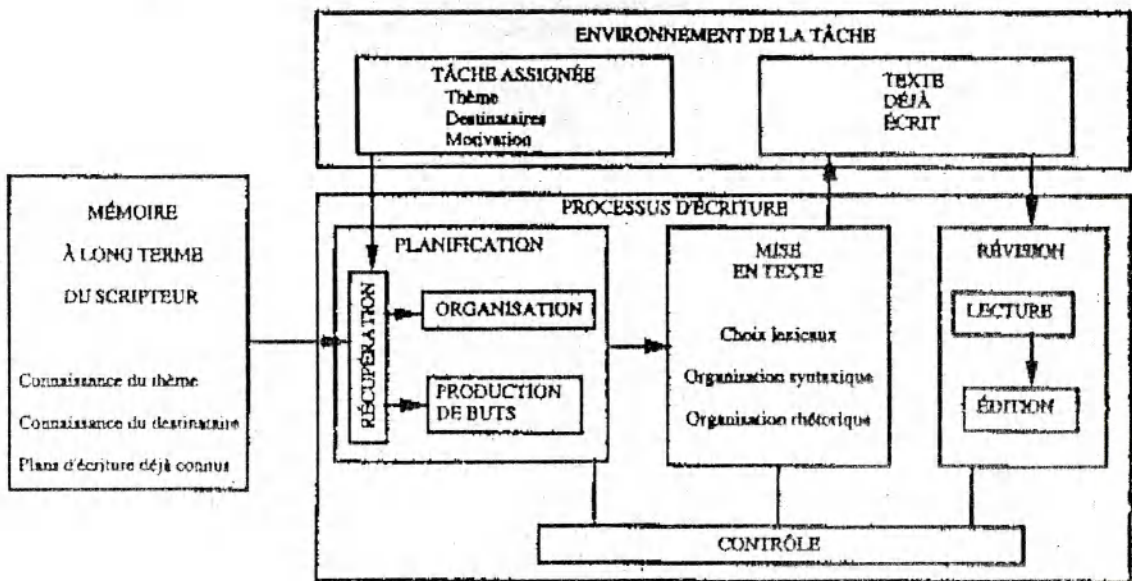 ENVIRONNÉMENT DE LA TÂCHE
TÂCHE ASSIGNÉE
Thème
Destinataires
Motivation
TEXTE
DÉJÀ
ÉCRIT
MÉMOIRE
À LONG TERME
DU SCRIPTEUR
Connaissance du thème
Connaissance du destinataire
Plans d'écriture déjà connus
PROCESSUS D'ÉCRITURE
PLANIFICATION
RÉCUPÉRATION
ORGANISATION
PRODUCTION
DE BUTS
MISE
EN TEXTE
Choix lexicaux
Organisation syntaxique
Organisation rhétorique
RÉVISION
LECTURE
ÉDITION
CONTRÔLE